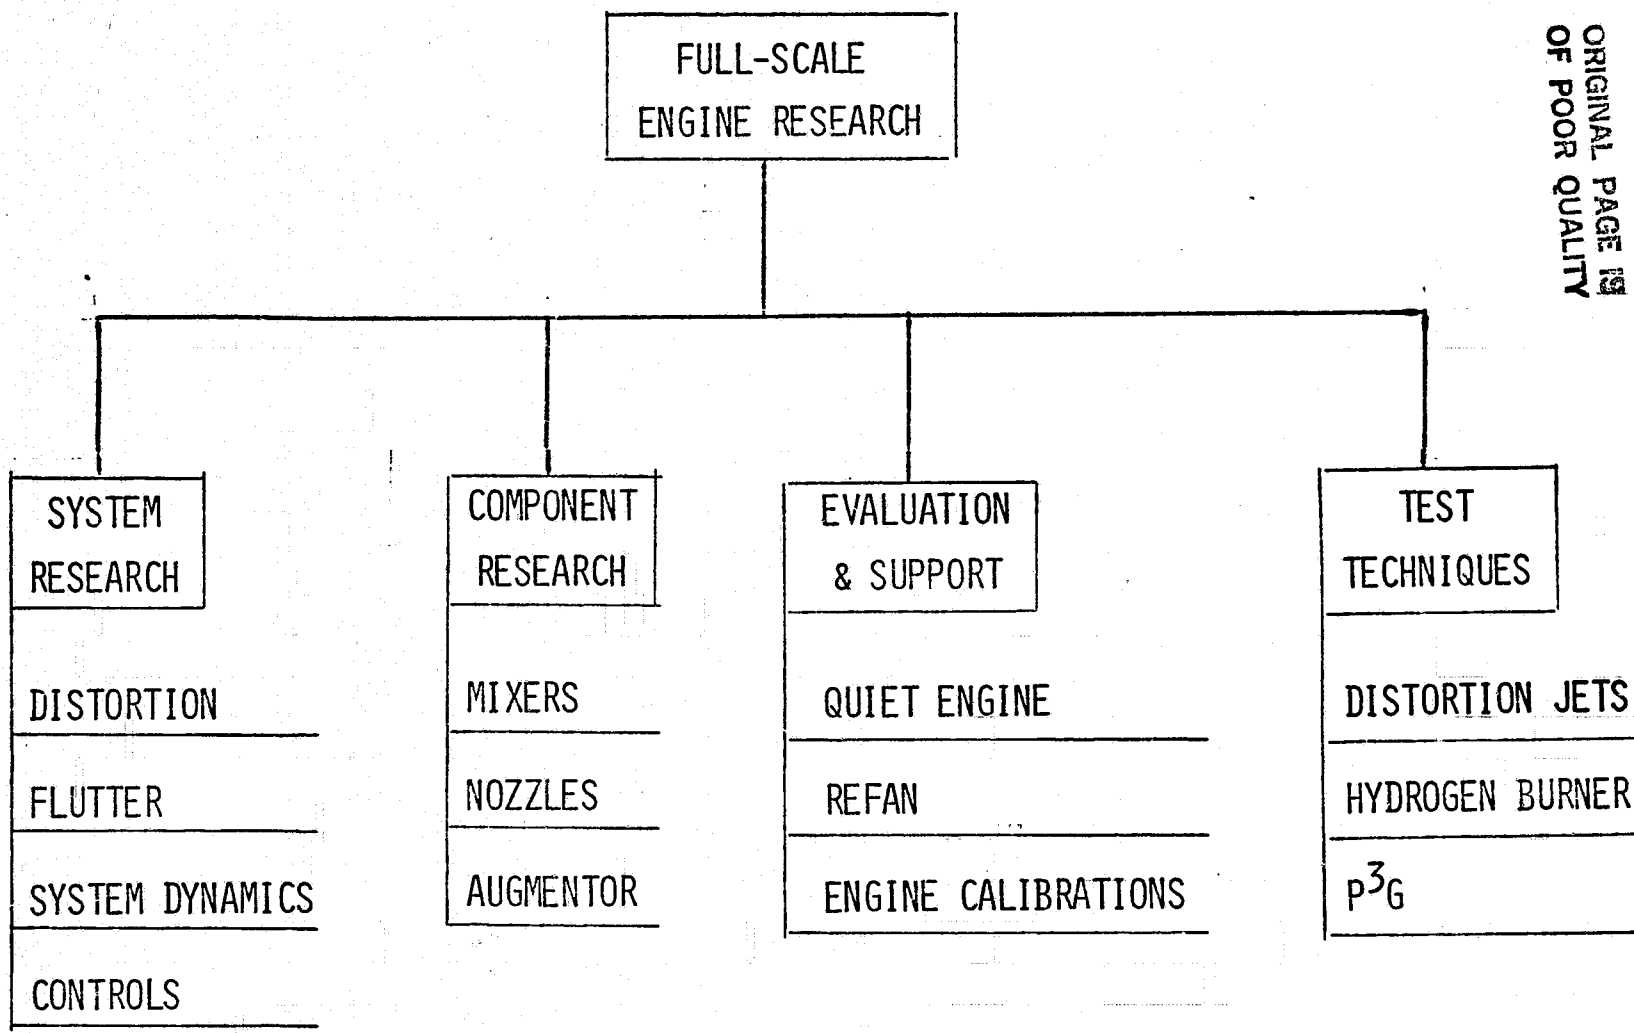 FULL-SCALE
ENGINE RESEARCH
ORIGINAL PAGE IS
OF POOR QUALITY
SYSTEM
RESEARCH
DISTORTION
FLUTTER
SYSTEM DYNAMICS
CONTROLS
COMPONENT
RESEARCH
MIXERS
NOZZLES
AUGMENTOR
EVALUATION
& SUPPORT
QUIET ENGINE
REFAN
ENGINE CALIBRATIONS
TEST
TECHNIQUES
DISTORTION JETS
HYDROGEN BURNER
P³G